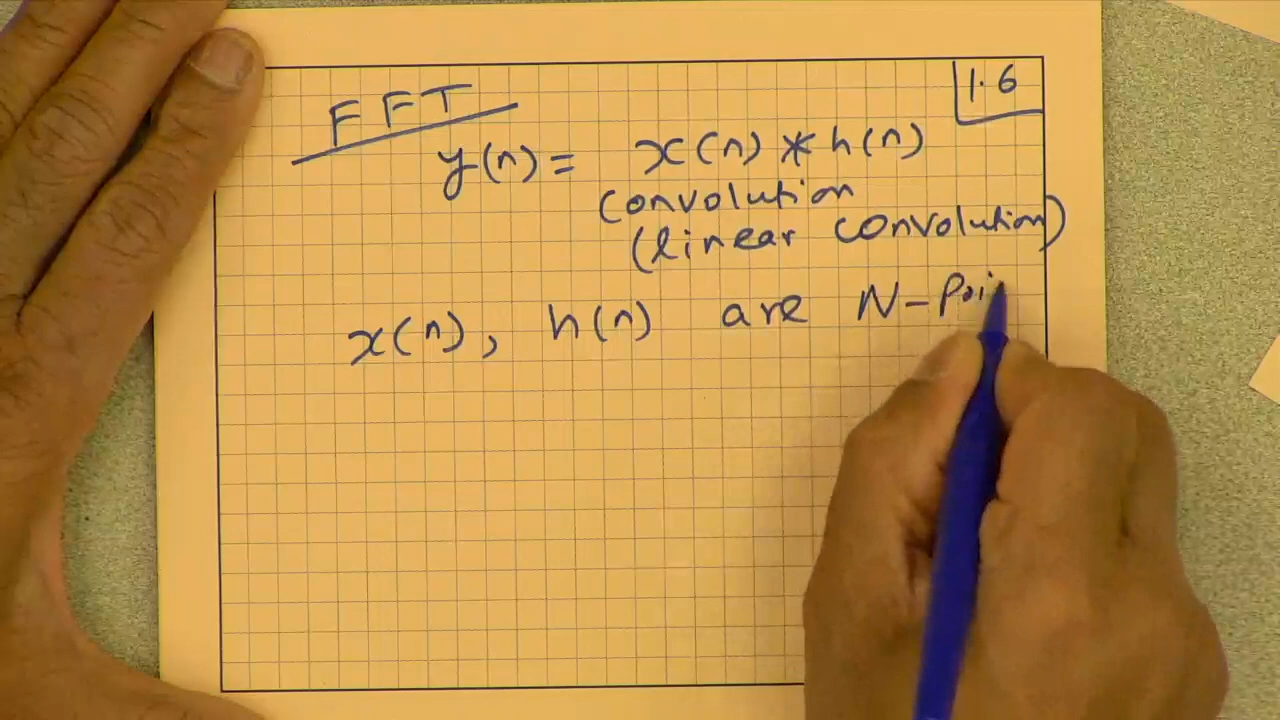 FFT
1.6
y(n) = x(n) * h(n)
Convolution
(linear convolution)
x(n), h(n) are N-Poi